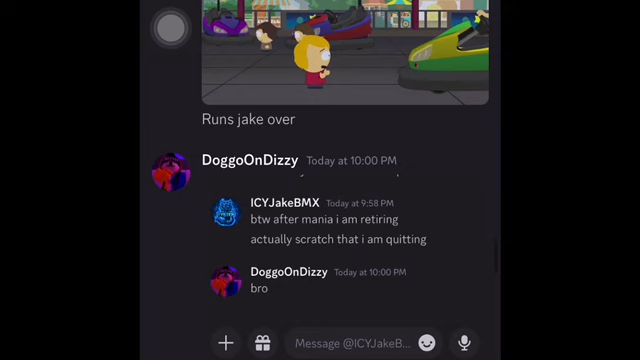 Runs jake over
DoggoOnDizzy Today at 10:00 PM
ICYJakeBMX Today at 9:58 PM
btw after mania i am retiring
actually scratch that i am quitting
DoggoOnDizzy Today at 10:00 PM
bro
Message @ICYJakeB...